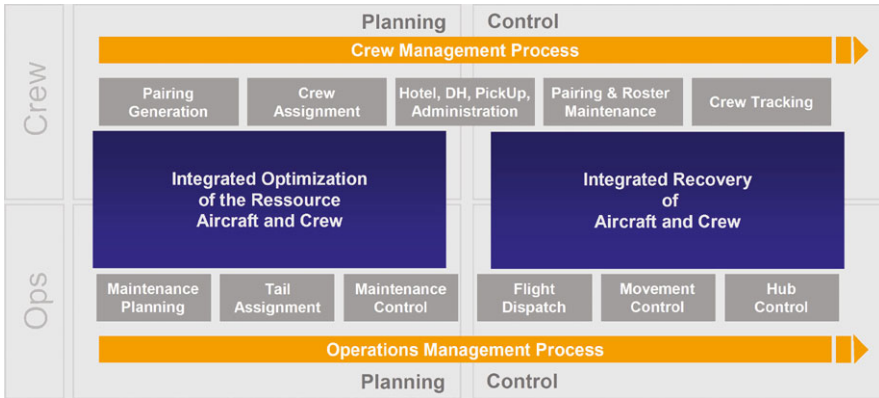 Planning Control
Crew Management Process
Crew
Pairing
Generation
Crew
Assignment
Hotel, DH, PickUp,
Administration
Pairing & Roster
Maintenance
Crew Tracking
Integrated Optimization
of the Ressource
Aircraft and Crew
Integrated Recovery
of
Aircraft and Crew
Ops
Maintenance
Planning
Tail
Assignment
Maintenance
Control
Flight
Dispatch
Movement
Control
Hub
Control
Operations Management Process
Planning Control